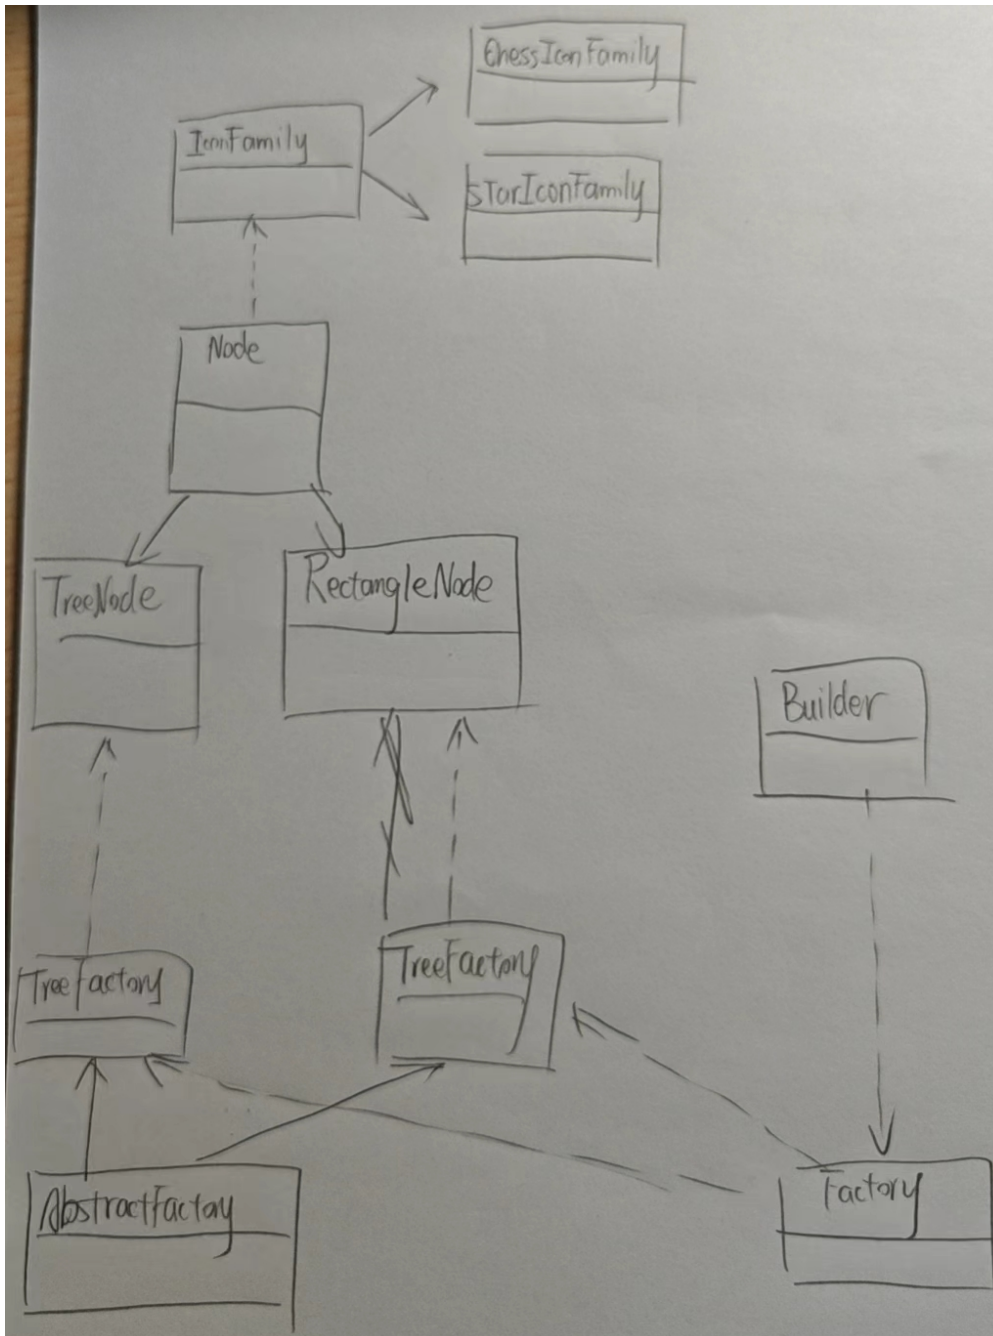 ChessIconFamily
IconFamily
sTarIconFamily
Node
TreeNode
RectangleNode
Builder
TreeFactory
TreeFactory
AbstractFactory
Factory